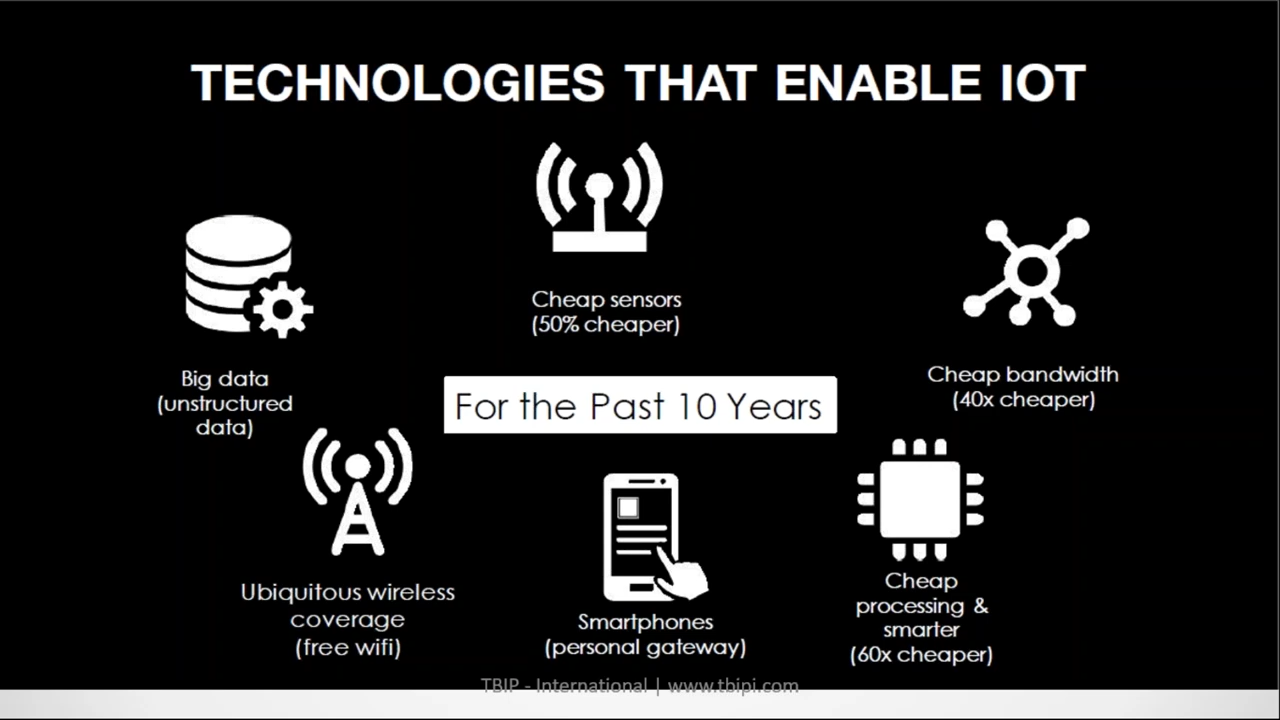 TECHNOLOGIES THAT ENABLE IOT
Cheap sensors
(50% cheaper)
Big data
(unstructured
data)
Cheap bandwidth
(40x cheaper)
For the Past 10 Years
Ubiquitous wireless
coverage
(free wifi)
Smartphones
(personal gateway)
Cheap
processing &
smarter
(60x cheaper)
TBIP - International | www.tbipi.com